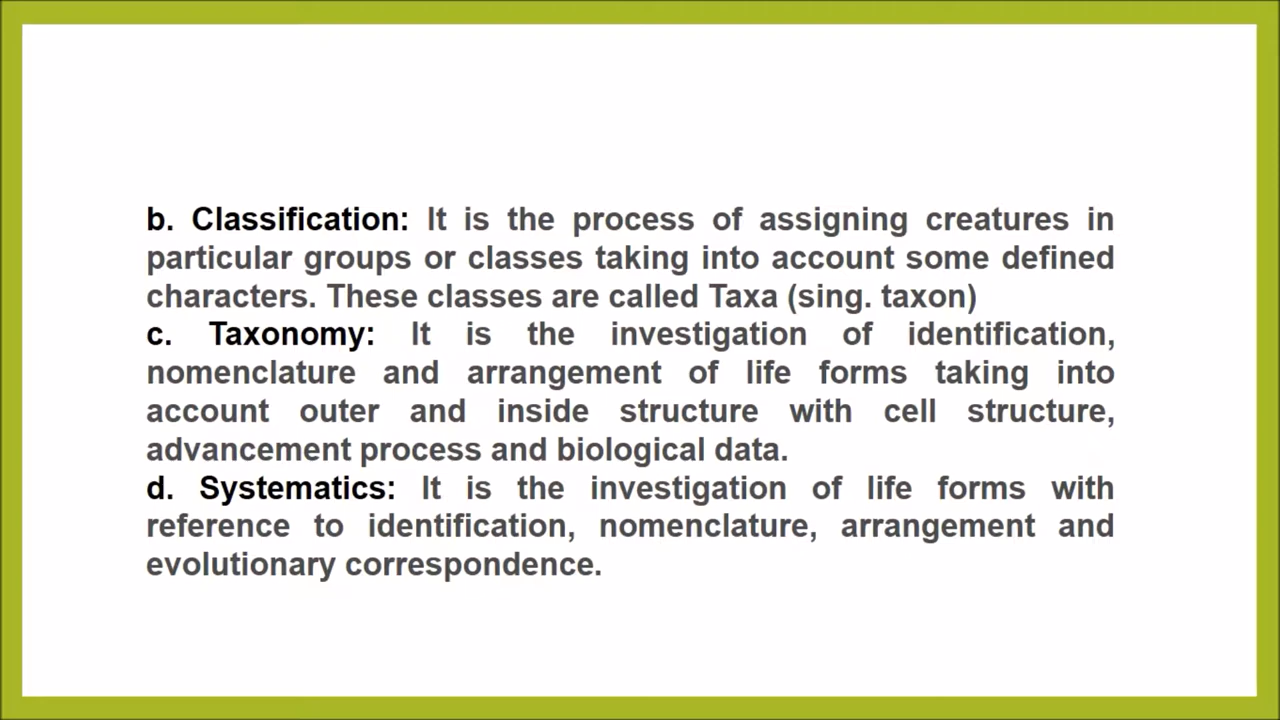 b. Classification: It is the process of assigning creatures in
particular groups or classes taking into account some defined
characters. These classes are called Taxa (sing. taxon)
c. Taxonomy: It is the investigation of identification,
nomenclature and arrangement of life forms taking into
account outer and inside structure with cell structure,
advancement process and biological data.
d. Systematics: It is the investigation of life forms with
reference to identification, nomenclature, arrangement and
evolutionary correspondence.